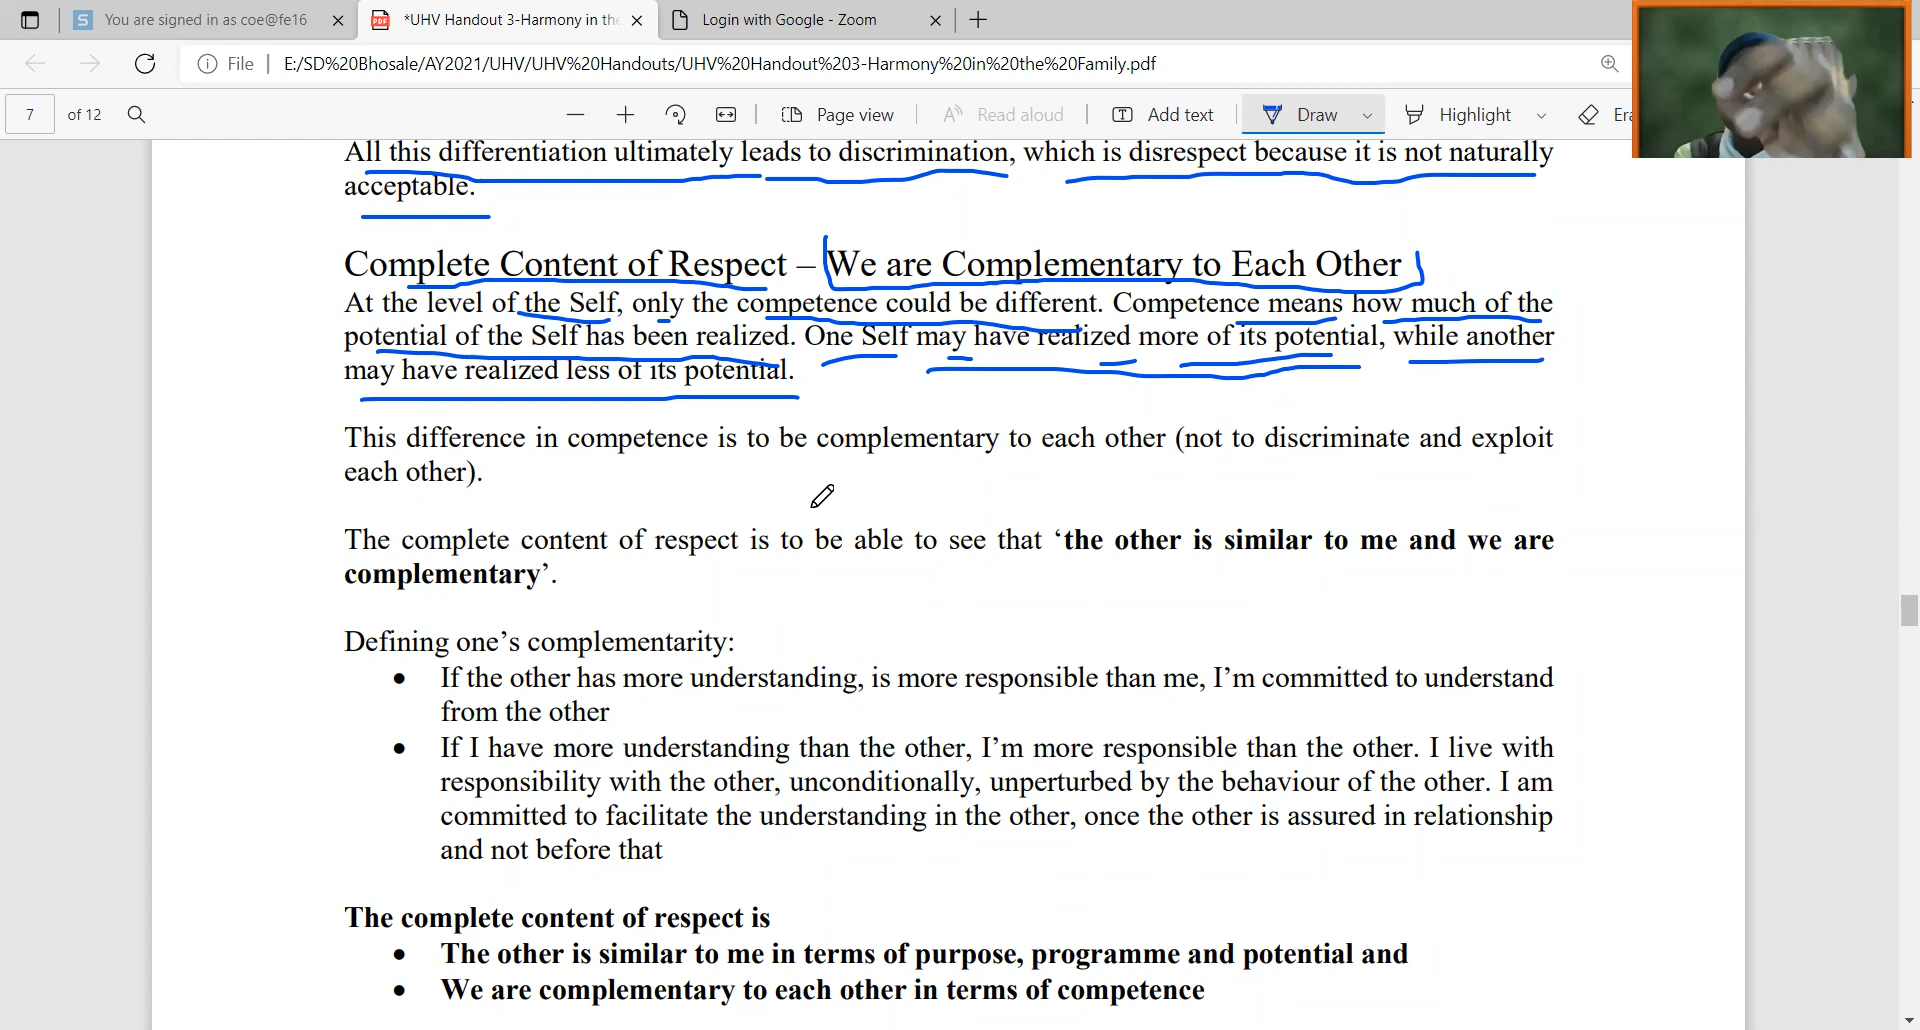 You are signed in as coe@fe16
*UHV Handout 3-Harmony in the
Login with Google - Zoom
File
E:/SD%20Bhosale/AY2021/UHV/UHV%20Handouts/UHV%20Handout%203-Harmony%20in%20the%20Family.pdf
7 of 12
Page view
Read aloud
Add text
Draw
Highlight
All this differentiation ultimately leads to discrimination, which is disrespect because it is not naturally
acceptable.
Complete Content of Respect – We are Complementary to Each Other
At the level of the Self, only the competence could be different. Competence means how much of the
potential of the Self has been realized. One Self may have realized more of its potential, while another
may have realized less of its potential.
This difference in competence is to be complementary to each other (not to discriminate and exploit
each other).
The complete content of respect is to be able to see that ‘the other is similar to me and we are
complementary’.
Defining one’s complementarity:
• If the other has more understanding, is more responsible than me, I’m committed to understand
from the other
• If I have more understanding than the other, I’m more responsible than the other. I live with
responsibility with the other, unconditionally, unperturbed by the behaviour of the other. I am
committed to facilitate the understanding in the other, once the other is assured in relationship
and not before that
The complete content of respect is
• The other is similar to me in terms of purpose, programme and potential and
• We are complementary to each other in terms of competence